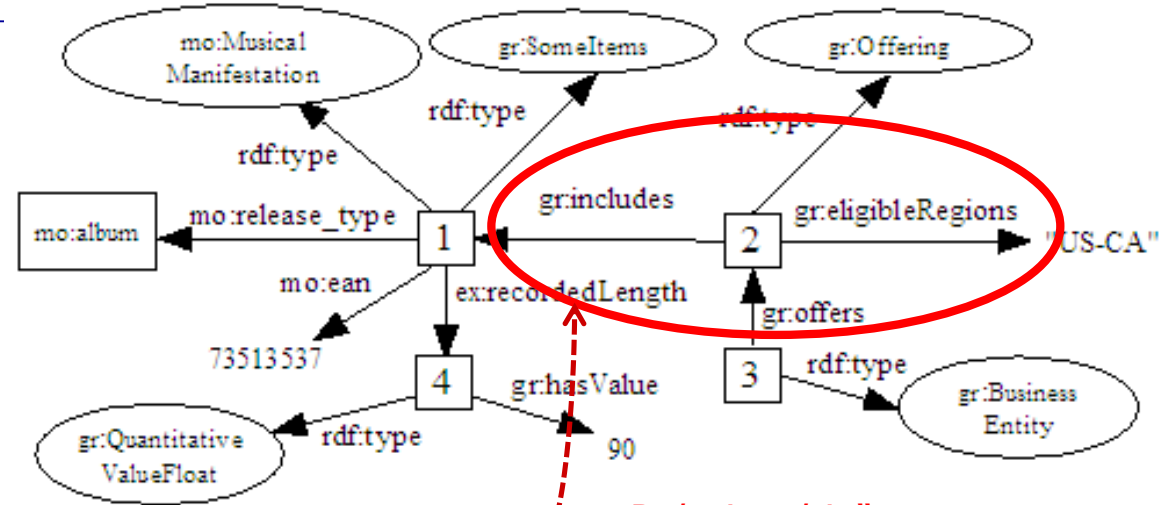 mo:Musical
Manifestation
gr:SomeItems
gr:Offering
rdf:type
rdf:type
rdf:type
mo:album
mo:release_type
1
gr:includes
2
gr:eligibleRegions
"US-CA"
mo:ean
ex:recordedLength
gr:offers
73513537
4
gr:hasValue
3
rdf:type
gr:Business
Entity
gr:Quantitative
ValueFloat
rdf:type
90